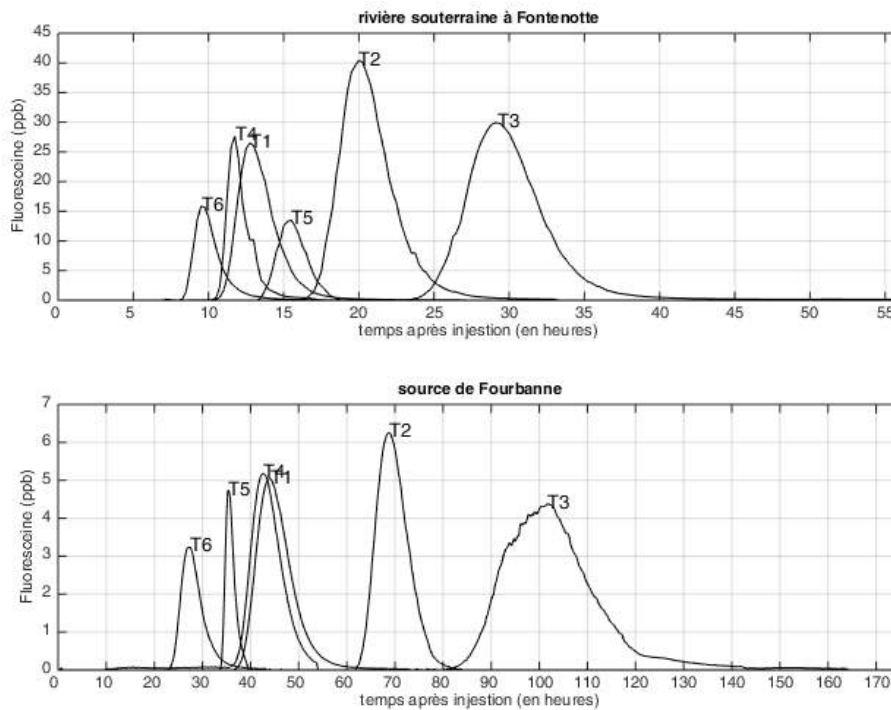 rivière souterraine à Fontenotte
Fluoresceine (ppb)
45
40
35
30
25
20
15
10
5
0
T6
T4
T1
T5
T2
T3
0 5 10 15 20 25 30 35 40 45 50 55
temps après injestion (en heures)
source de Fourbanne
Fluoresceine (ppb)
7
6
5
4
3
2
1
0
T6
T5
T4
T1
T2
T3
0 10 20 30 40 50 60 70 80 90 100 110 120 130 140 150 160 170
temps après injestion (en heures)